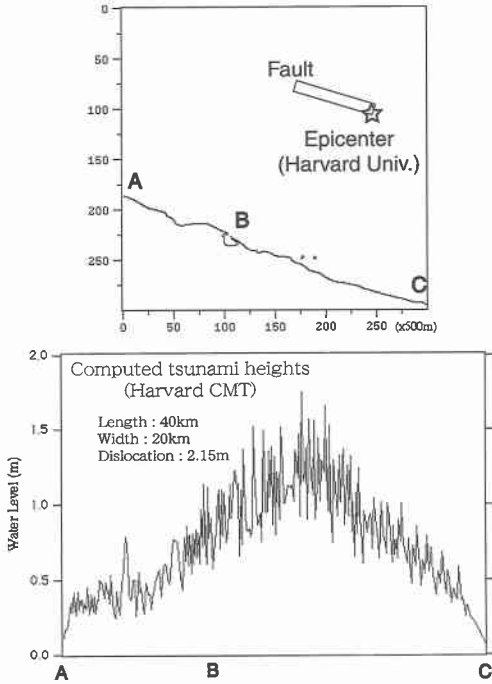 0
50
100
150
200
250
Fault
Epicenter
(Harvard Univ.)
A
B
C
0 50 100 150 200 250 (x500m)
Computed tsunami heights
(Harvard CMT)
Length : 40km
Width : 20km
Dislocation : 2.15m
Water Level (m)
2.0
1.5
1.0
0.5
0.0
A B C